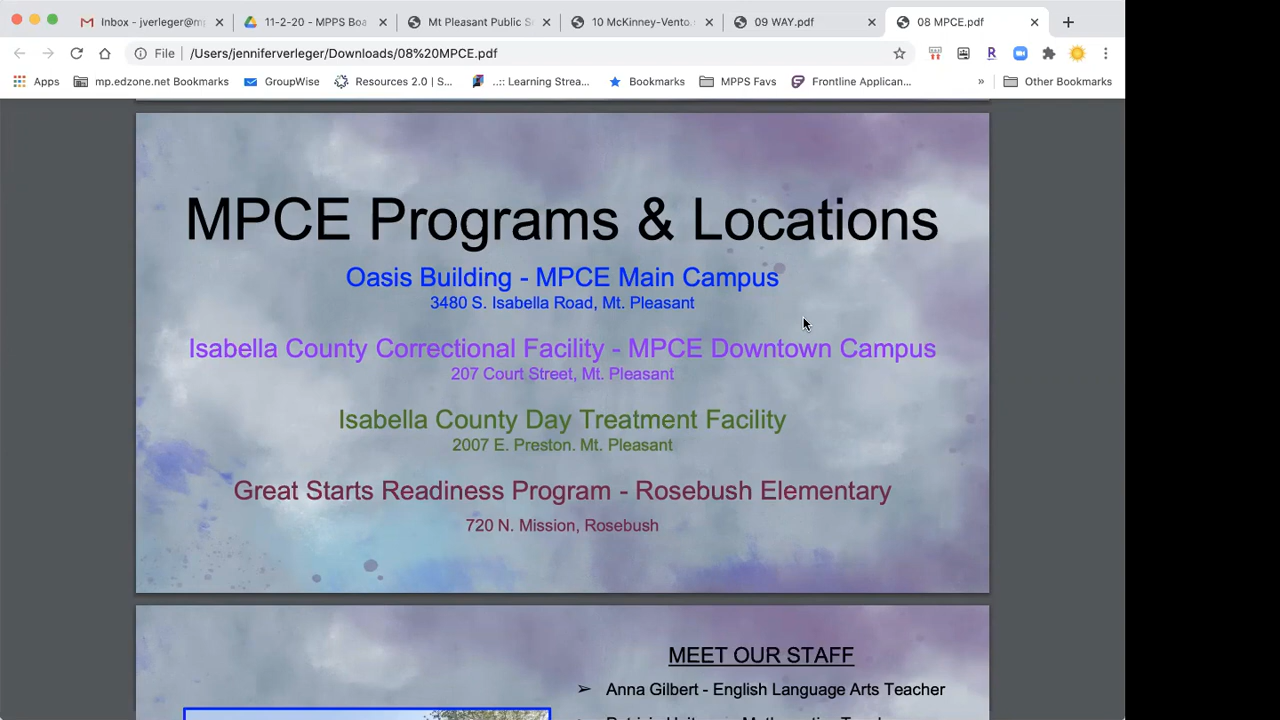 Inbox - jverleger@m
11-2-20 - MPPS Boa
Mt Pleasant Public S
10 McKinney-Vento.
09 WAY.pdf
08 MPCE.pdf
File | /Users/jenniferverleger/Downloads/08%20MPCE.pdf
Apps
mp.edzone.net Bookmarks
GroupWise
Resources 2.0 | S...
..:: Learning Strea...
Bookmarks
MPPS Favs
Frontline Applican...
»
Other Bookmarks
MPCE Programs & Locations
Oasis Building - MPCE Main Campus
3480 S. Isabella Road, Mt. Pleasant
Isabella County Correctional Facility - MPCE Downtown Campus
207 Court Street, Mt. Pleasant
Isabella County Day Treatment Facility
2007 E. Preston. Mt. Pleasant
Great Starts Readiness Program - Rosebush Elementary
720 N. Mission, Rosebush
MEET OUR STAFF
➢ Anna Gilbert - English Language Arts Teacher